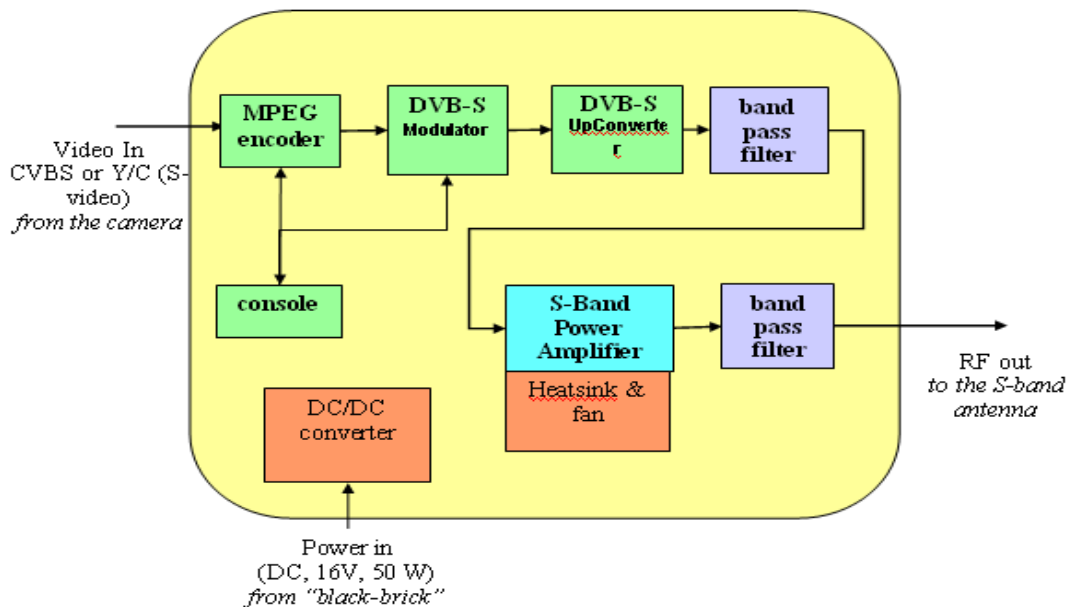 MPEG
encoder
DVB-S
Modulator
DVB-S
UpConverte
r
band
pass
filter
Video In
CVBS or Y/C (S-
video)
from the camera
console
S-Band
Power
Amplifier
Heatsink &
fan
band
pass
filter
RF out
to the S-band
antenna
DC/DC
converter
Power in
(DC, 16V, 50 W)
from “black-brick”